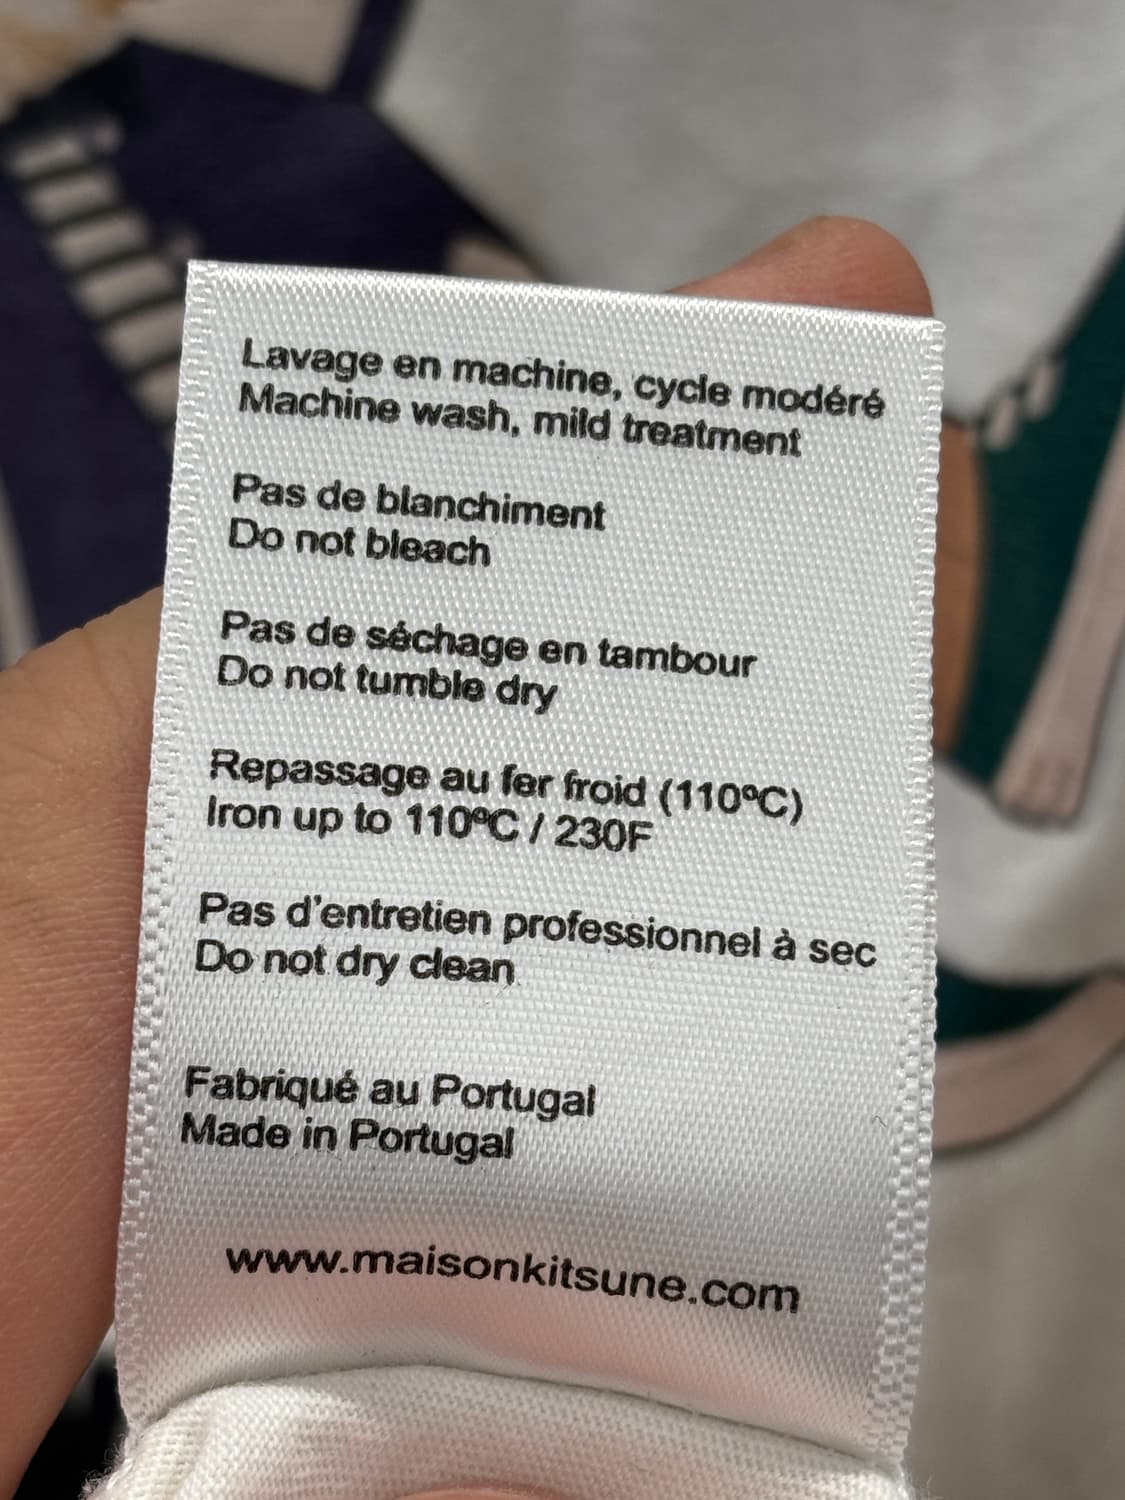 Lavage en machine, cycle modéré
Machine wash, mild treatment
Pas de blanchiment
Do not bleach
Pas de séchage en tambour
Do not tumble dry
Repassage au fer froid (110ºC)
Iron up to 110ºC / 230F
Pas d'entretien professionnel à sec
Do not dry clean
Fabriqué au Portugal
Made in Portugal
www.maisonkitsune.com